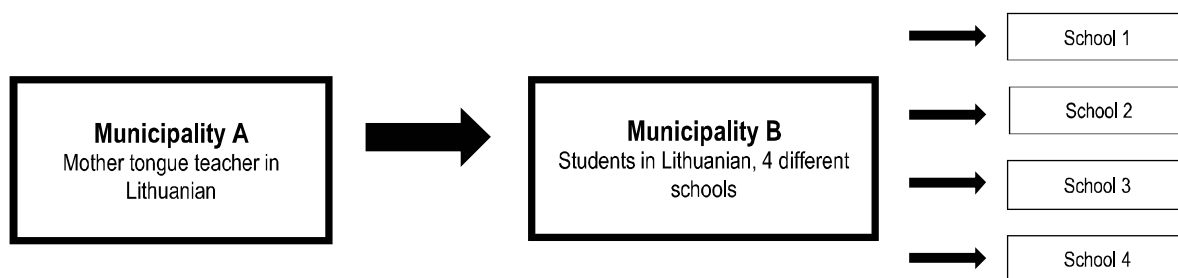 Municipality A
Mother tongue teacher in
Lithuanian
Municipality B
Students in Lithuanian, 4 different
schools
School 1
School 2
School 3
School 4